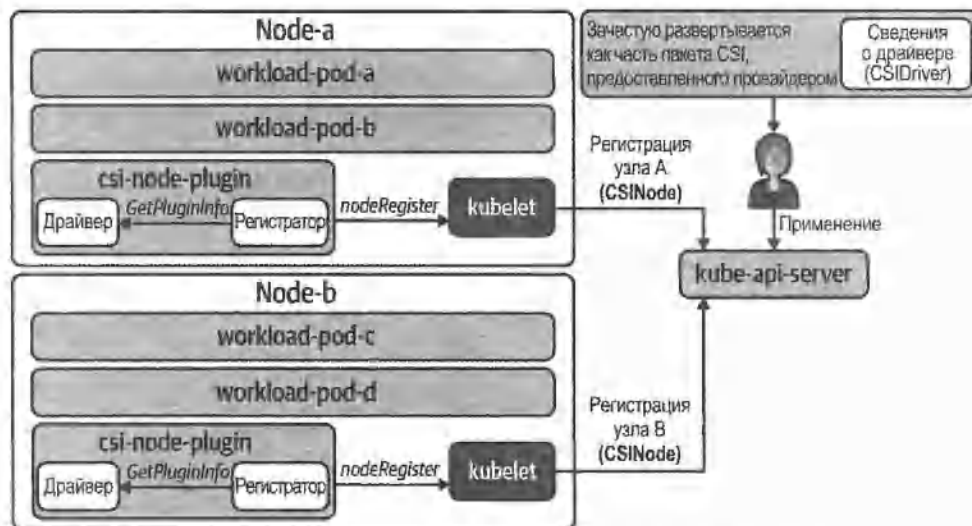 Node-a
workload-pod-a
workload-pod-b
csi-node-plugin
Драйвер
GetPluginInfo
Регистратор
nodeRegister
kubelet
Зачастую развертывается
как часть пакета CSI,
предоставленного провайдером
Сведения
о драйвере
(CSIDriver)
Регистрация
узла A
(CSINode)
Применение
kube-api-server
Node-b
workload-pod-c
workload-pod-d
csi-node-plugin
Драйвер
GetPluginInfo
Регистратор
nodeRegister
kubelet
Регистрация
узла B
(CSINode)